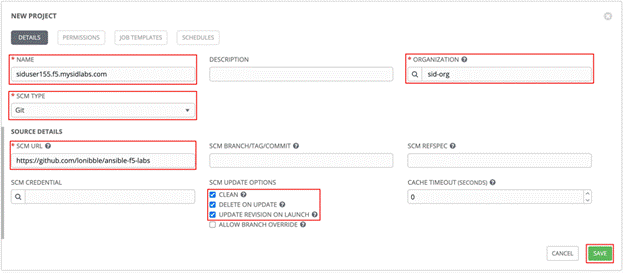 NEW PROJECT
DETAILS PERMISSIONS JOB TEMPLATES SCHEDULES
* NAME DESCRIPTION * ORGANIZATION
siduser155.f5.mysidlabs.com sid-org
* SCM TYPE
Git
SOURCE DETAILS
* SCM URL SCM BRANCH/TAG/COMMIT SCM REFSPEC
https://github.com/lonibble/ansible-f5-labs
SCM CREDENTIAL SCM UPDATE OPTIONS CACHE TIMEOUT (SECONDS)
CLEAN 0
DELETE ON UPDATE
UPDATE REVISION ON LAUNCH
ALLOW BRANCH OVERRIDE
CANCEL SAVE